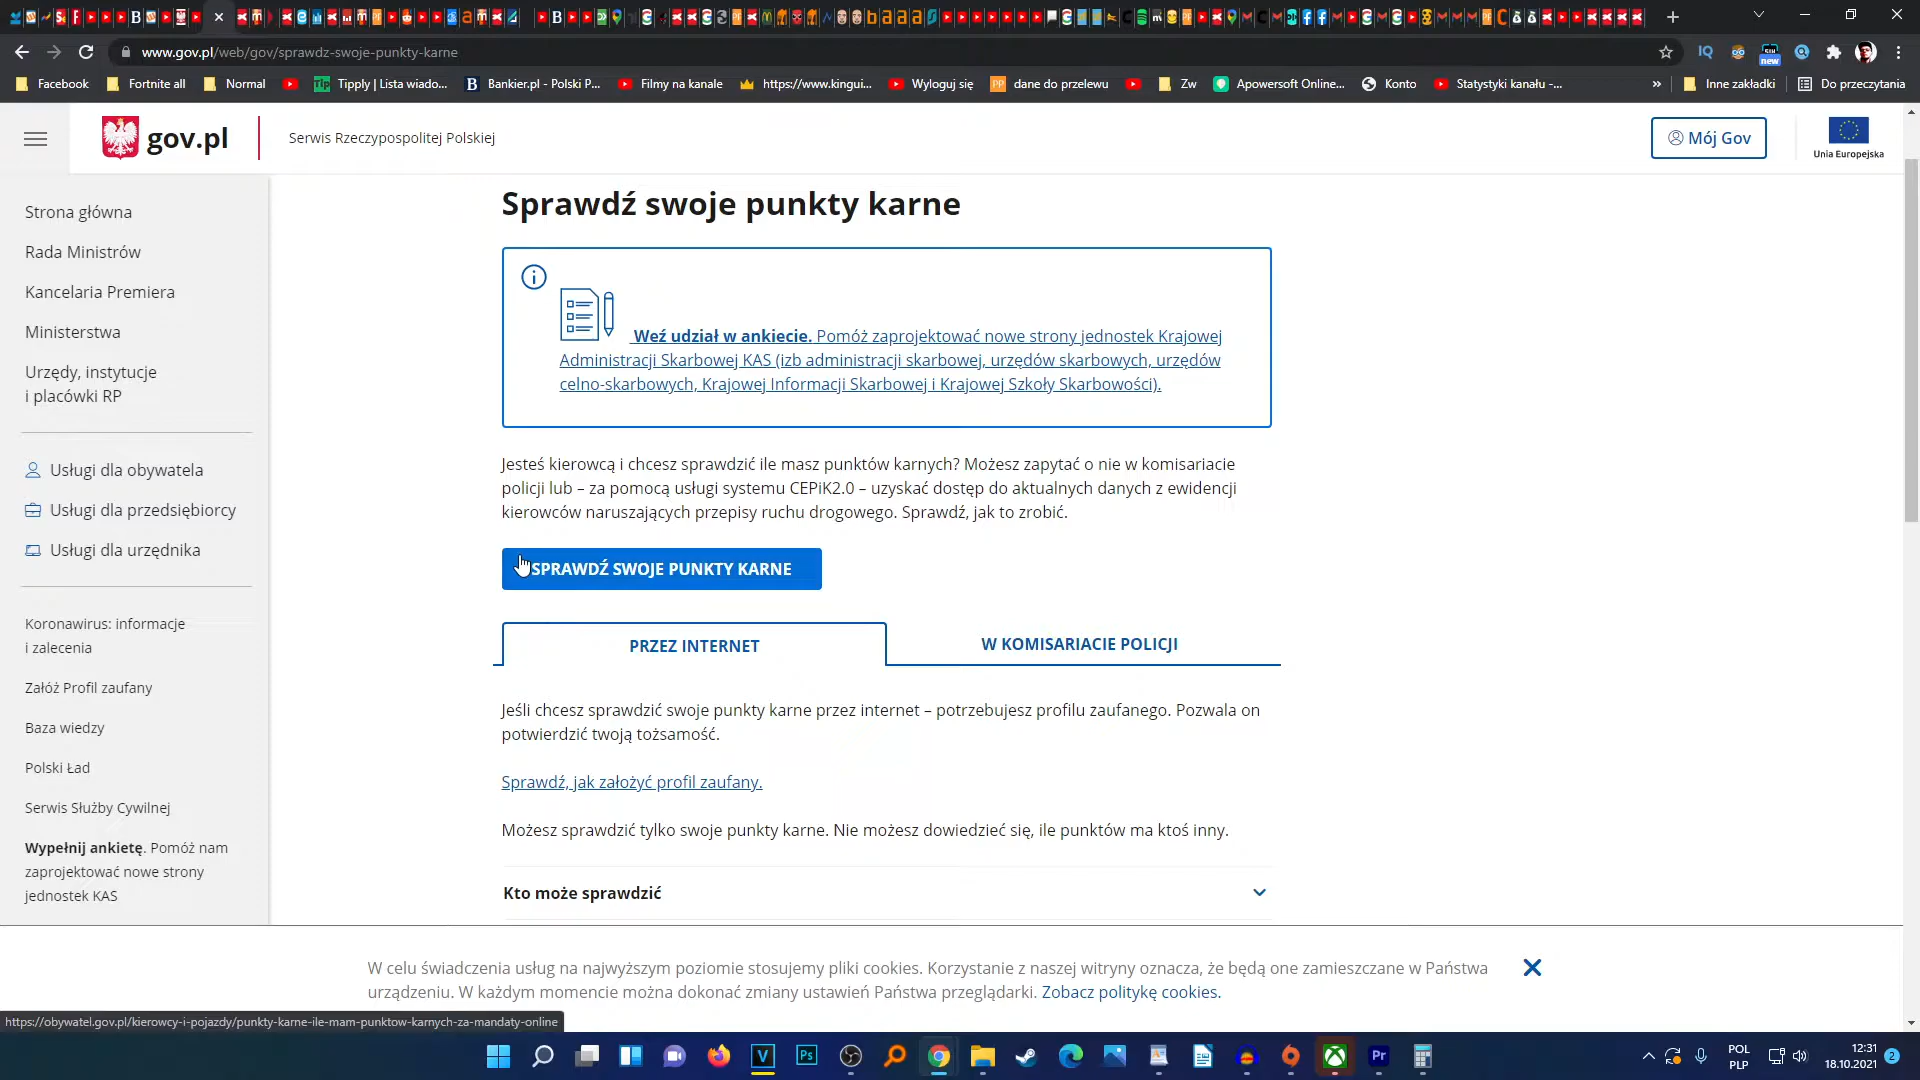 www.gov.pl/web/gov/sprawdz-swoje-punkty-karne
Facebook
Fortnite all
Normal
Tipply | Lista wiado...
Bankier.pl - Polski P...
Filmy na kanale
https://www.kingui...
Wyloguj się
dane do przelewu
Zw
Apowersoft Online...
Konto
Statystyki kanału -...
»
Inne zakładki
Do przeczytania
gov.pl
Serwis Rzeczypospolitej Polskiej
Mój Gov
Unia Europejska
Strona główna
Rada Ministrów
Kancelaria Premiera
Ministerstwa
Urzędy, instytucje
i placówki RP
Usługi dla obywatela
Usługi dla przedsiębiorcy
Usługi dla urzędnika
Koronawirus: informacje
i zalecenia
Załóż Profil zaufany
Baza wiedzy
Polski Ład
Serwis Służby Cywilnej
Wypełnij ankietę. Pomóż nam
zaprojektować nowe strony
jednostek KAS
Sprawdź swoje punkty karne
Weź udział w ankiecie. Pomóż zaprojektować nowe strony jednostek Krajowej
Administracji Skarbowej KAS (izb administracji skarbowej, urzędów skarbowych, urzędów
celno-skarbowych, Krajowej Informacji Skarbowej i Krajowej Szkoły Skarbowości).
Jesteś kierowcą i chcesz sprawdzić ile masz punktów karnych? Możesz zapytać o nie w komisariacie
policji lub – za pomocą usługi systemu CEPiK2.0 – uzyskać dostęp do aktualnych danych z ewidencji
kierowców naruszających przepisy ruchu drogowego. Sprawdź, jak to zrobić.
SPRAWDŹ SWOJE PUNKTY KARNE
PRZEZ INTERNET
W KOMISARIACIE POLICJI
Jeśli chcesz sprawdzić swoje punkty karne przez internet – potrzebujesz profilu zaufanego. Pozwala on
potwierdzić twoją tożsamość.
Sprawdź, jak założyć profil zaufany.
Możesz sprawdzić tylko swoje punkty karne. Nie możesz dowiedzieć się, ile punktów ma ktoś inny.
Kto może sprawdzić
W celu świadczenia usług na najwyższym poziomie stosujemy pliki cookies. Korzystanie z naszej witryny oznacza, że będą one zamieszczane w Państwa
urządzeniu. W każdym momencie można dokonać zmiany ustawień Państwa przeglądarki. Zobacz politykę cookies.
https://obywatel.gov.pl/kierowcy-i-pojazdy/punkty-karne-ile-mam-punktow-karnych-za-mandaty-online
POL
PLP
12:31
18.10.2021
2